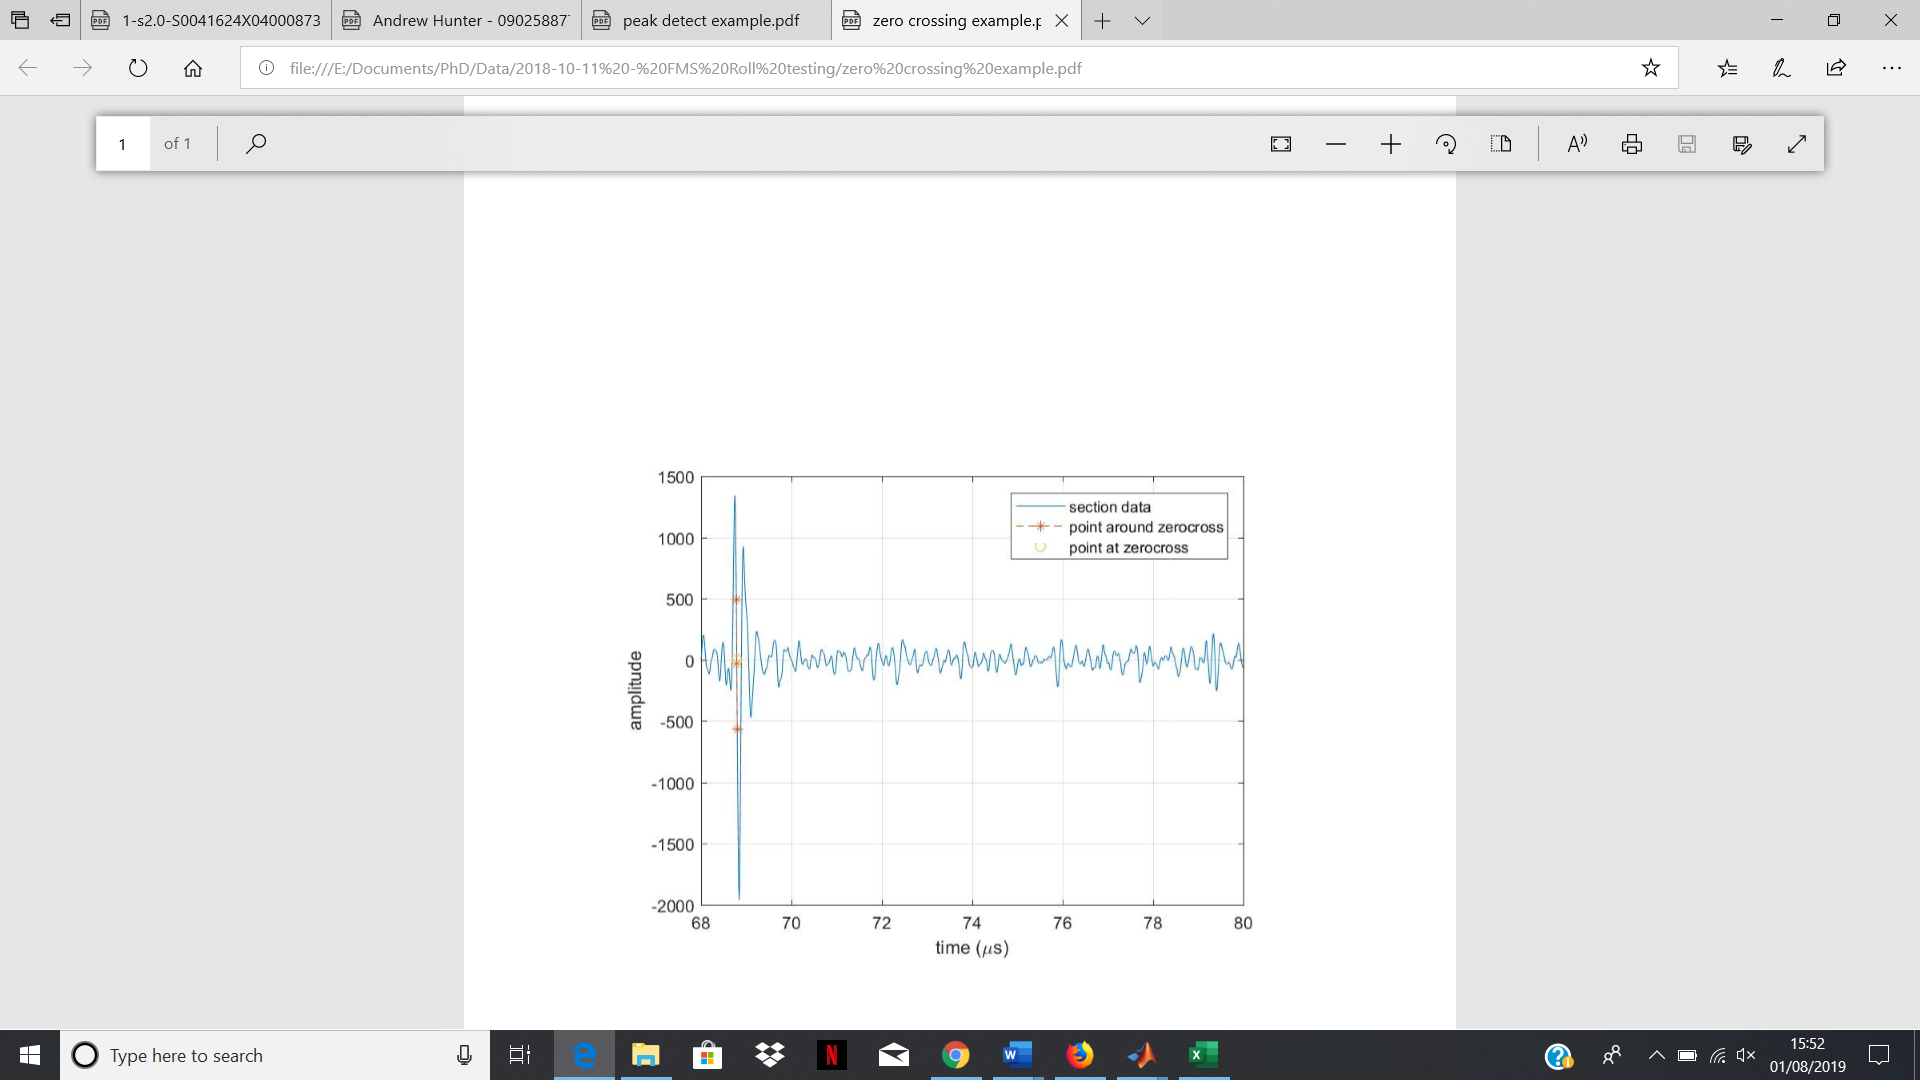 1-s2.0-S0041624X04000873
Andrew Hunter - 09025887
peak detect example.pdf
zero crossing example.p
file:///E:/Documents/PhD/Data/2018-10-11%20-%20FMS%20Roll%20testing/zero%20crossing%20example.pdf
1 of 1
1500
1000
500
0
-500
-1000
-1500
-2000
amplitude
section data
point around zerocross
point at zerocross
68 70 72 74 76 78 80
time (μs)
Type here to search
15:52
01/08/2019